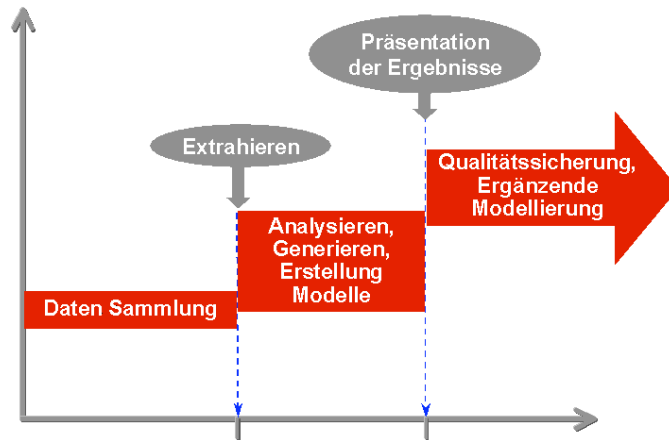 Präsentation
der Ergebnisse
Extrahieren
Qualitätssicherung,
Ergänzende
Modellierung
Analysieren,
Generieren,
Erstellung
Modelle
Daten Sammlung